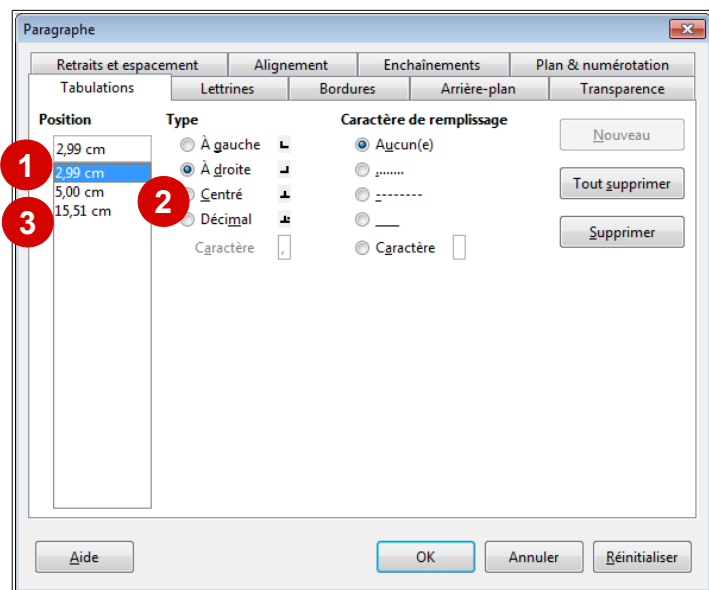 Paragraphe
Retraits et espacement Alignement Enchaînements Plan & numérotation
Tabulations Lettrines Bordures Arrière-plan Transparence
Position Type Caractère de remplissage
2,99 cm À gauche Aucun(e) Nouveau
1 2,99 cm À droite ........ Tout supprimer
5,00 cm 2 Centré --------
3 15,51 cm Décimal ___ Supprimer
Caractère , Caractère
Aide OK Annuler Réinitialiser